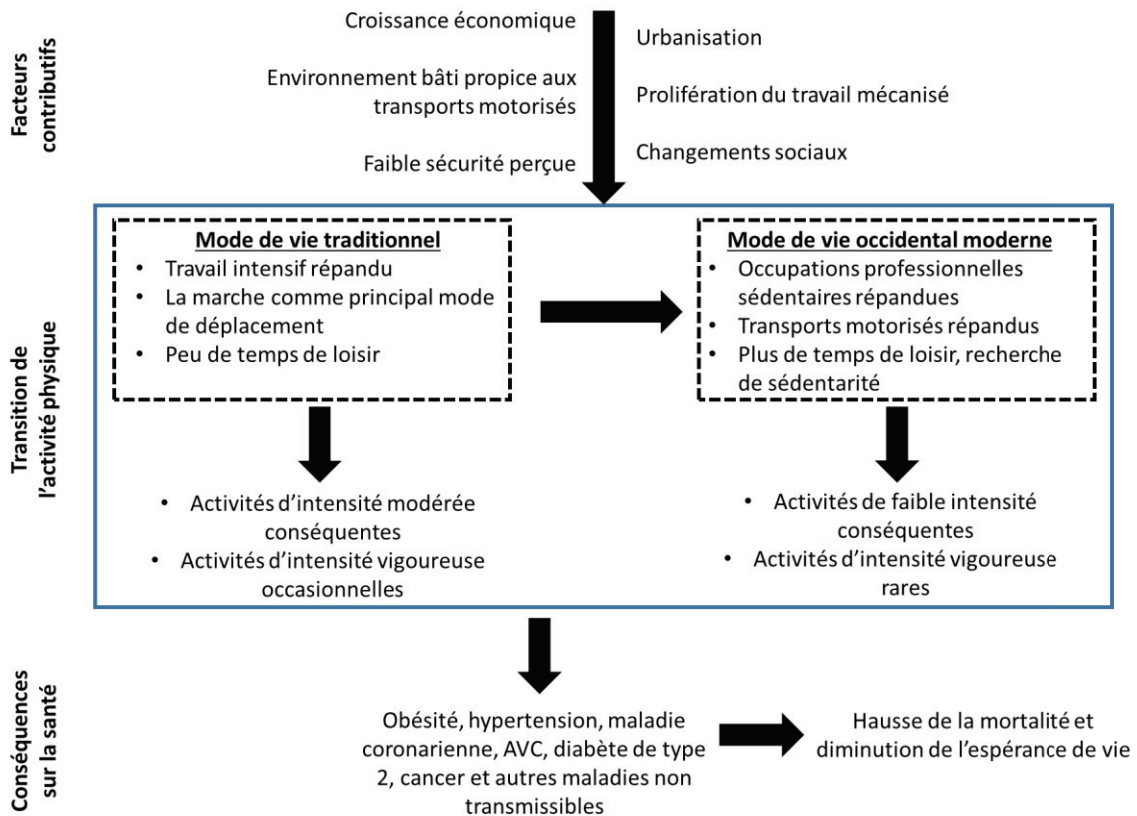 Facteurs
contributifs
Croissance économique
Environnement bâti propice aux
transports motorisés
Faible sécurité perçue
Urbanisation
Prolifération du travail mécanisé
Changements sociaux
Transition de
l'activité physique
Mode de vie traditionnel
• Travail intensif répandu
• La marche comme principal mode
de déplacement
• Peu de temps de loisir
Mode de vie occidental moderne
• Occupations professionnelles
sédentaires répandues
• Transports motorisés répandus
• Plus de temps de loisir, recherche
de sédentarité
• Activités d'intensité modérée
conséquentes
• Activités d'intensité vigoureuse
occasionnelles
• Activités de faible intensité
conséquentes
• Activités d'intensité vigoureuse
rares
Conséquences
sur la santé
Obésité, hypertension, maladie
coronarienne, AVC, diabète de type
2, cancer et autres maladies non
transmissibles
Hausse de la mortalité et
diminution de l'espérance de vie